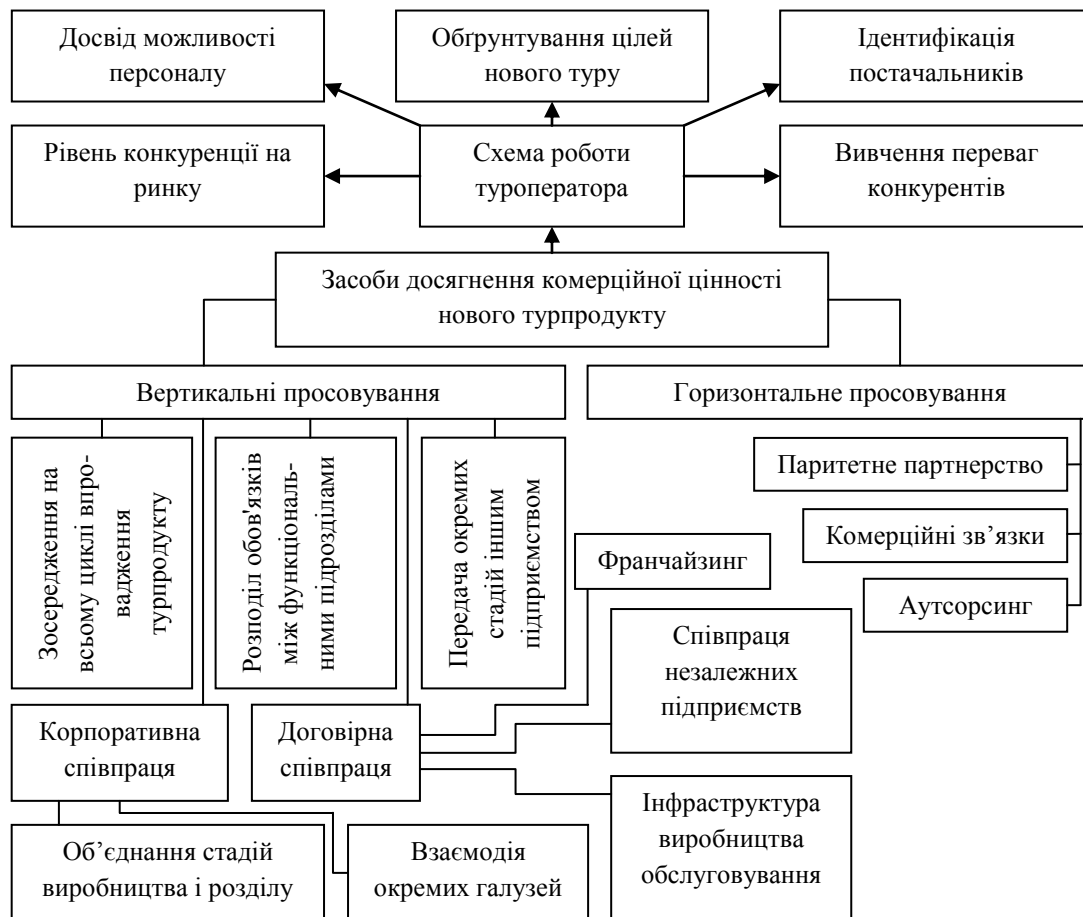 Досвід можливості
персоналу
Обґрунтування цілей
нового туру
Ідентифікація
постачальників
Рівень конкуренції на
ринку
Схема роботи
туроператора
Вивчення переваг
конкурентів
Засоби досягнення комерційної цінності
нового турпродукту
Вертикальні просовування
Горизонтальне просовування
Зосередження на
всьому циклі впро-
вадження
турпродукту
Розподіл обов'язків
між функціональ-
ними підрозділами
Передача окремих
стадій іншим
підприємством
Паритетне партнерство
Комерційні зв’язки
Аутсорсинг
Франчайзинг
Співпраця
незалежних
підприємств
Корпоративна
співпраця
Договірна
співпраця
Інфраструктура
виробництва
обслуговування
Об’єднання стадій
виробництва і розділу
Взаємодія
окремих галузей